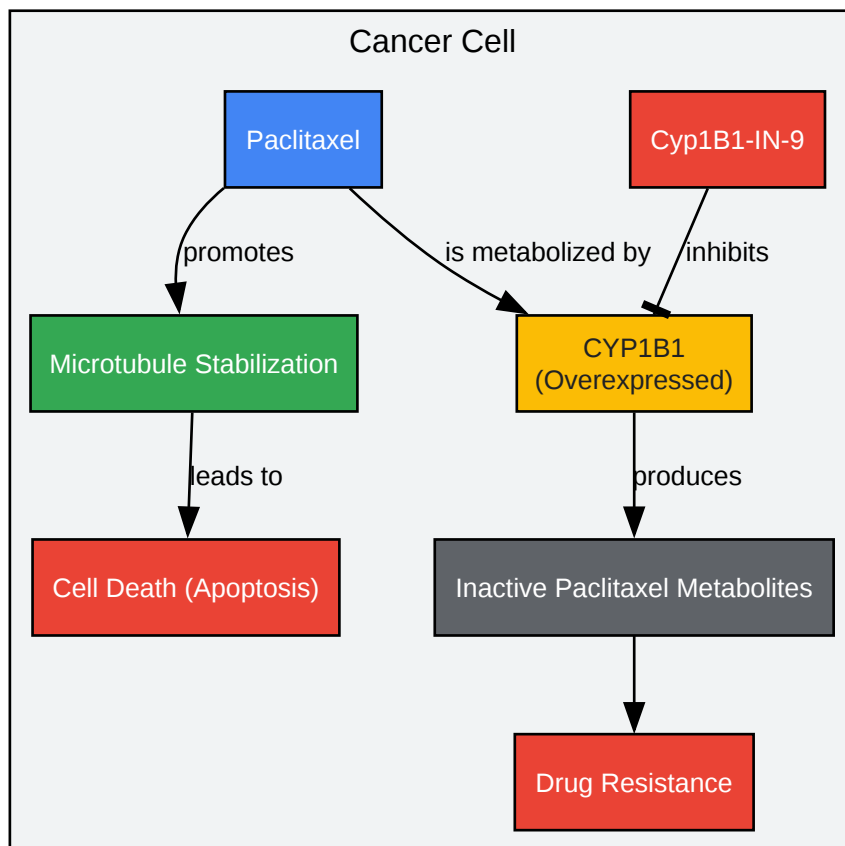 Cancer Cell
Paclitaxel
Cyp1B1-IN-9
promotes
is metabolized by
inhibits
Microtubule Stabilization
CYP1B1
(Overexpressed)
leads to
produces
Cell Death (Apoptosis)
Inactive Paclitaxel Metabolites
Drug Resistance